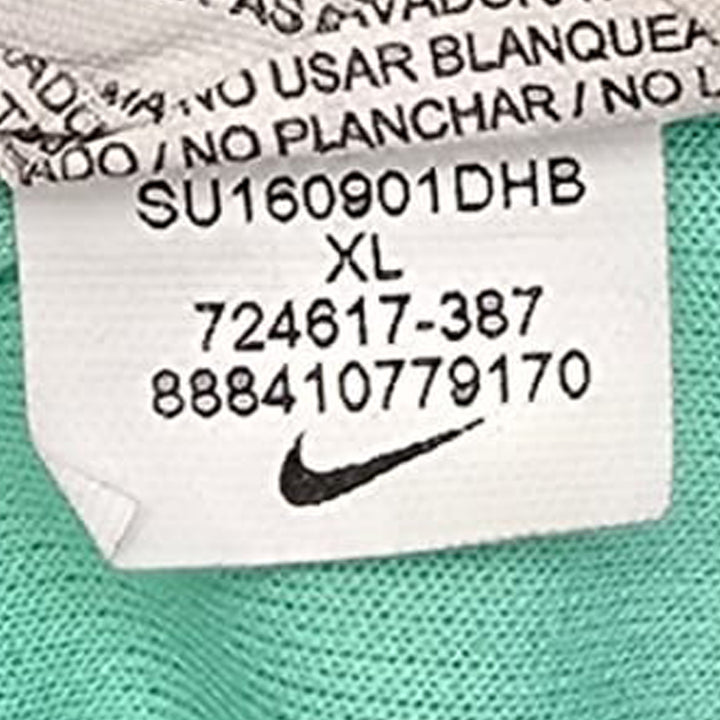 NO USAR BLANQUEA
ADO / NO PLANCHAR / NO L
SU160901DHB
XL
724617-387
888410779170